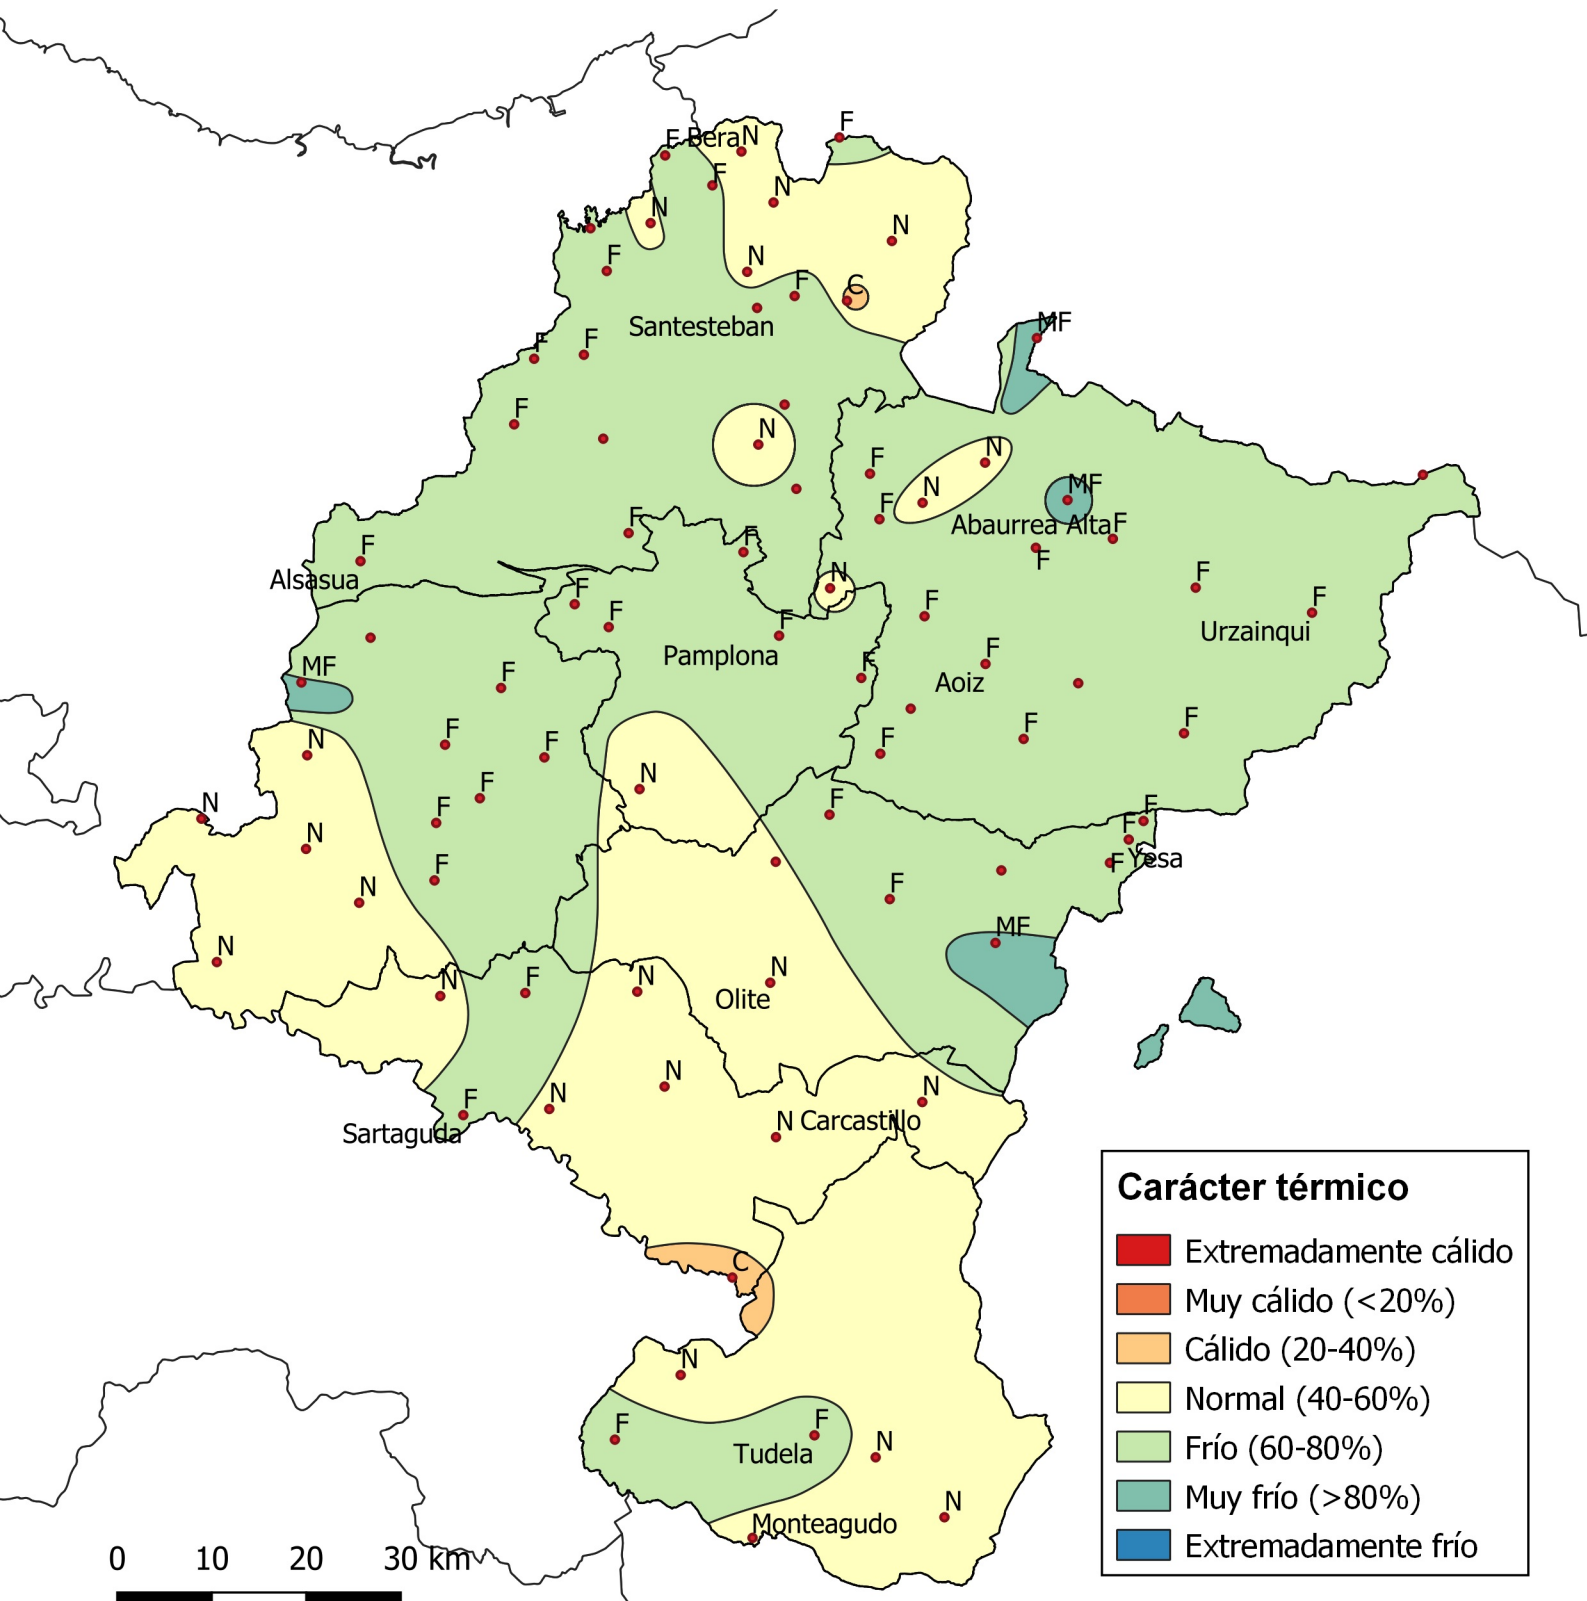 F
F Bera N
F
N
N
N
F
N
F
C
Santesteban
MF
F
F
F
N
N
F
N
MF
F
Abaurrea Alta F
F
F
F
F
Alsasua
N
F
F
F
F
F
Urzainqui
F
Pamplona
F
MF
F
F
Aoiz
F
F
F
F
F
N
N
F
F
N
F
F
N
F
F
F Yesa
F
N
F
N
MF
N
F
N
N
Olite
N
N
N
F
Sartaguda
N Carcastillo
C
N
F
F
Tudela
N
N
Monteagudo
Carácter térmico
Extremadamente cálido
Muy cálido (<20%)
Cálido (20-40%)
Normal (40-60%)
Frío (60-80%)
Muy frío (>80%)
Extremadamente frío
0 10 20 30 km